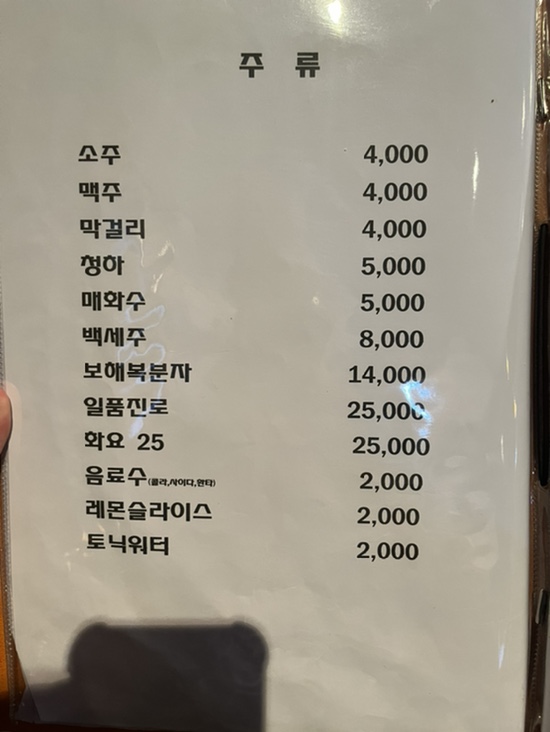 주 류
소주 4,000
맥주 4,000
막걸리 4,000
청하 5,000
매화수 5,000
백세주 8,000
보해복분자 14,000
일품진로 25,000
화요 25 25,000
음료수(콜라,사이다,환타) 2,000
레몬슬라이스 2,000
토닉워터 2,000